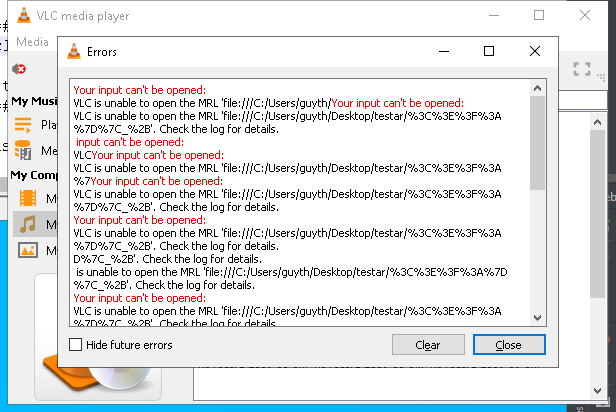 VLC media player
Media
Errors
Your input can't be opened:
VLC is unable to open the MRL 'file:///C:/Users/guyth/Your input can't be opened:
VLC is unable to open the MRL 'file:///C:/Users/guyth/Desktop/testar/%3C%3E%3F%3A
%7D%7C_%2B'. Check the log for details.
input can't be opened:
VLCYour input can't be opened:
VLC is unable to open the MRL 'file:///C:/Users/guyth/Desktop/testar/%3C%3E%3F%3A
%7Your input can't be opened:
VLC is unable to open the MRL 'file:///C:/Users/guyth/Desktop/testar/%3C%3E%3F%3A
%7D%7C_%2B'. Check the log for details.
Your input can't be opened:
VLC is unable to open the MRL 'file:///C:/Users/guyth/Desktop/testar/%3C%3E%3F%3A
%7D%7C_%2B'. Check the log for details.
D%7C_%2B'. Check the log for details.
is unable to open the MRL 'file:///C:/Users/guyth/Desktop/testar/%3C%3E%3F%3A%7D
%7C_%2B'. Check the log for details.
Your input can't be opened:
VLC is unable to open the MRL 'file:///C:/Users/guyth/Desktop/testar/%3C%3E%3F%3A
%7D%7C_%2B'. Check the log for details.
Hide future errors
Clear
Close
My Musi
Play
Me
My Comp
My
My
My